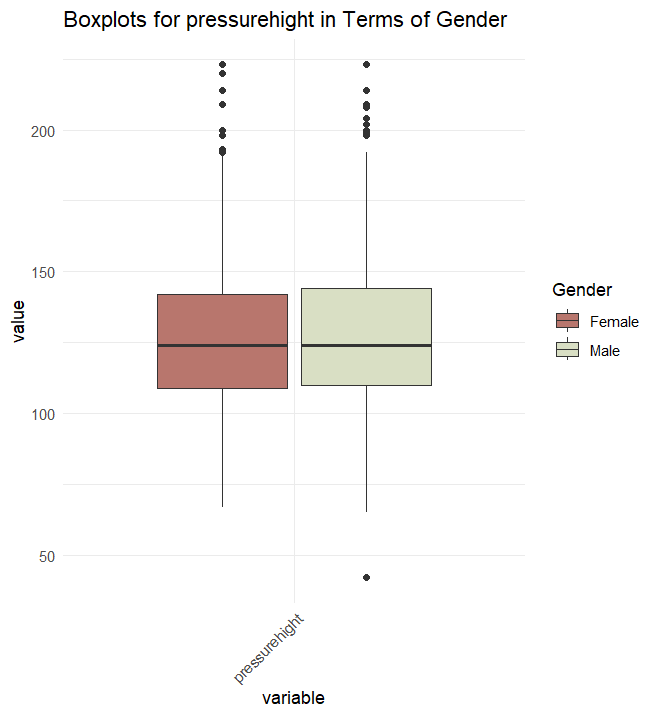 Boxplots for pressurehight in Terms of Gender
200
150
100
50
value
pressurehight
variable
Gender
Female
Male